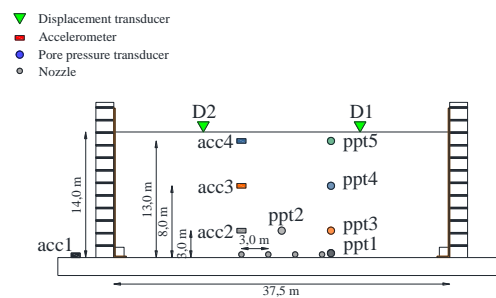 Displacement transducer
Accelerometer
Pore pressure transducer
Nozzle
D2 D1
acc4 ppt5
acc3 ppt4
acc2 ppt2 ppt3
acc1 ppt1
14,0 m
13,0 m
8,0 m
3,0 m
3,0 m
37,5 m